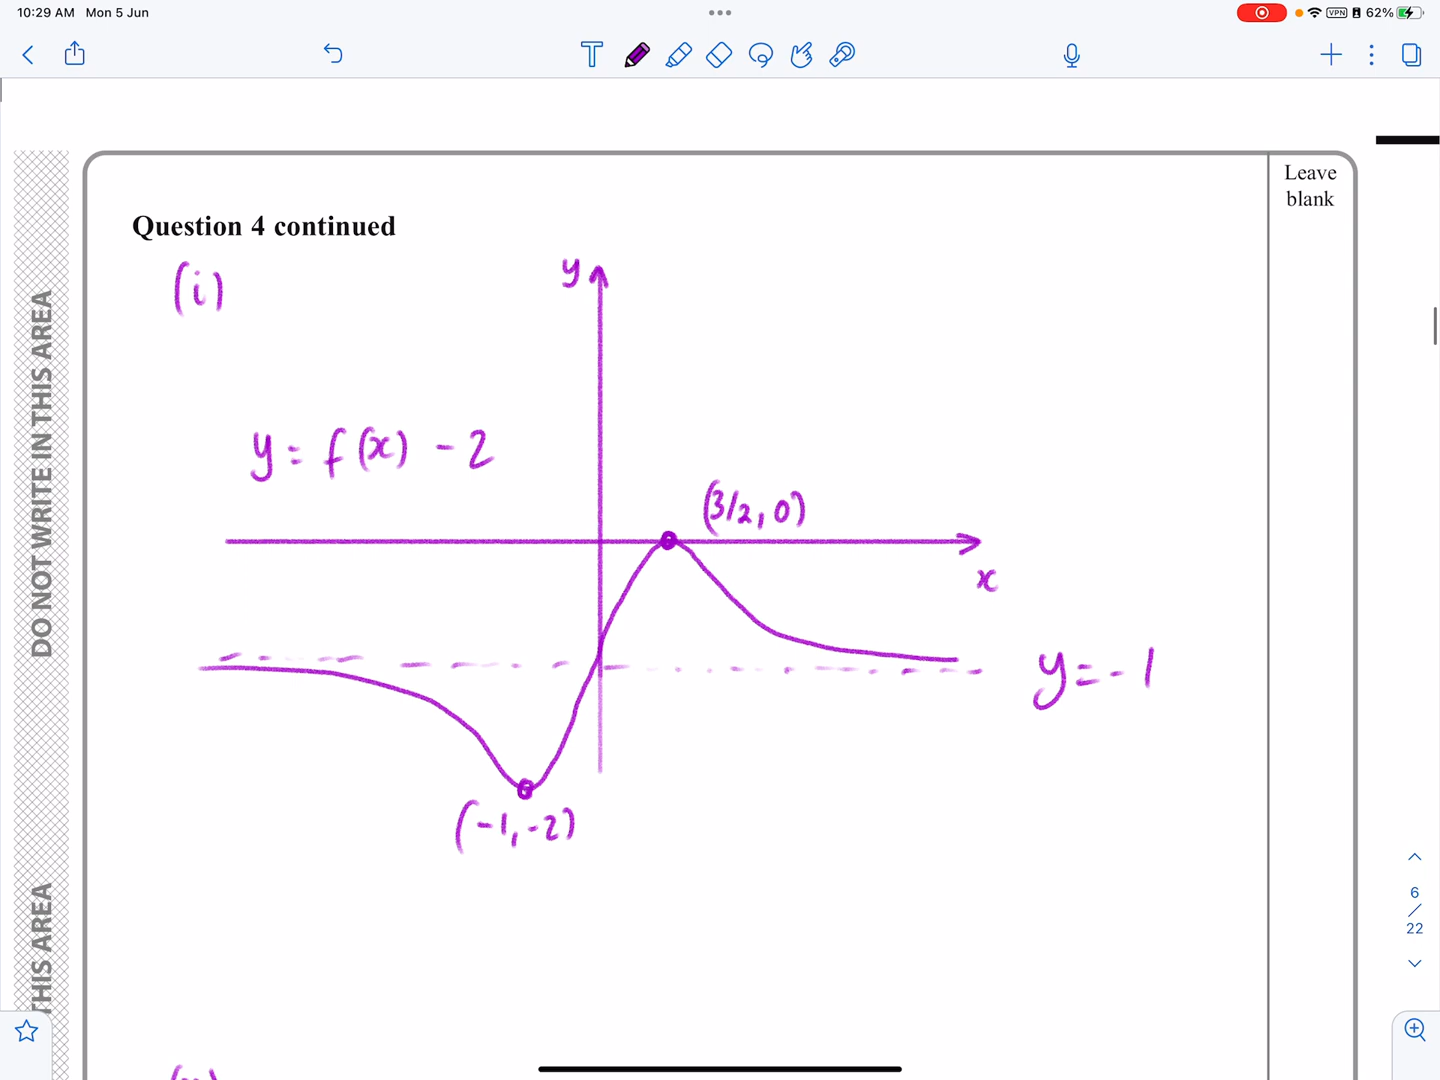 10:29 AM Mon 5 Jun
VPN 62%
T
Leave
blank
Question 4 continued
(i)
y
y = f(x) - 2
(3/2, 0)
x
y = -1
(-1, -2)
DO NOT WRITE IN THIS AREA
THIS AREA
6
/
22